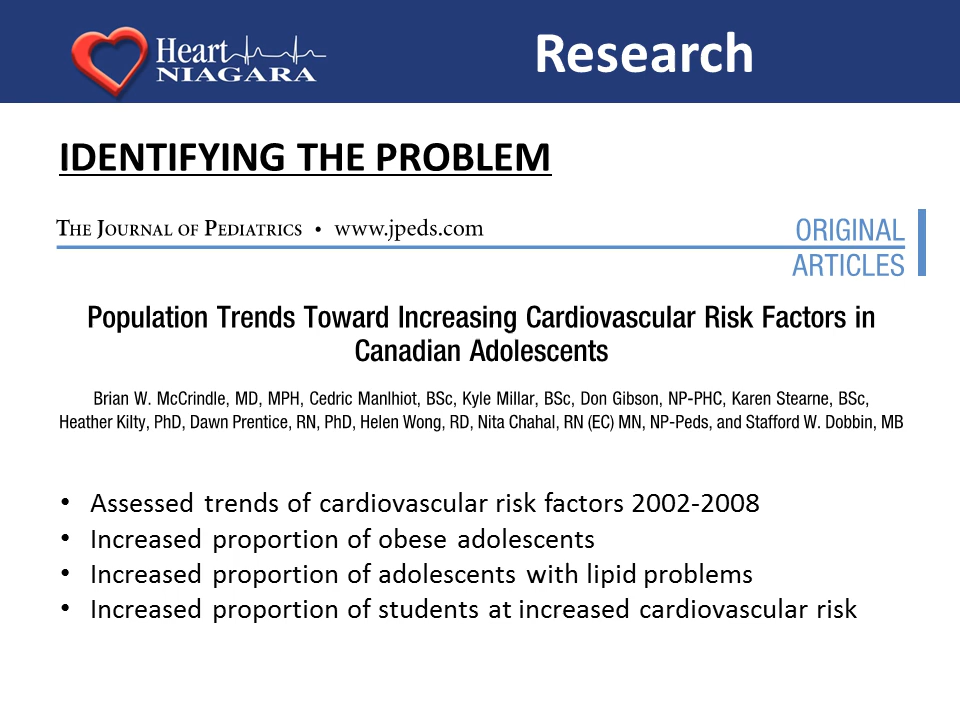 Heart
NIAGARA
Research
IDENTIFYING THE PROBLEM
THE JOURNAL OF PEDIATRICS • www.jpeds.com
ORIGINAL
ARTICLES
Population Trends Toward Increasing Cardiovascular Risk Factors in
Canadian Adolescents
Brian W. McCrindle, MD, MPH, Cedric Manlhiot, BSc, Kyle Millar, BSc, Don Gibson, NP-PHC, Karen Stearne, BSc,
Heather Kilty, PhD, Dawn Prentice, RN, PhD, Helen Wong, RD, Nita Chahal, RN (EC) MN, NP-Peds, and Stafford W. Dobbin, MB
• Assessed trends of cardiovascular risk factors 2002-2008
• Increased proportion of obese adolescents
• Increased proportion of adolescents with lipid problems
• Increased proportion of students at increased cardiovascular risk